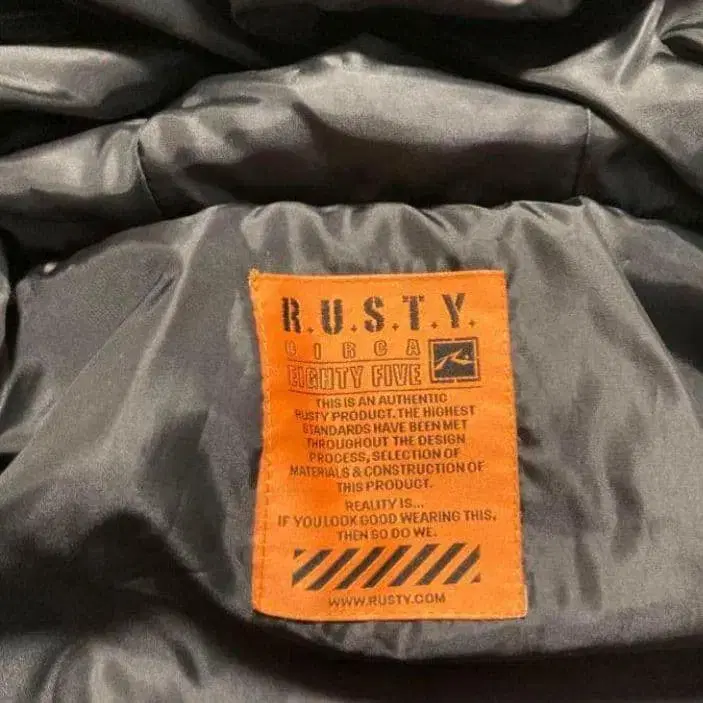 R.U.S.T.Y.
CIRCA
EIGHTY FIVE
THIS IS AN AUTHENTIC
RUSTY PRODUCT. THE HIGHEST
STANDARDS HAVE BEEN MET
THROUGHOUT THE DESIGN
PROCESS, SELECTION OF
MATERIALS & CONSTRUCTION OF
THIS PRODUCT.
REALITY IS...
IF YOU LOOK GOOD WEARING THIS,
THEN SO DO WE.
WWW.RUSTY.COM